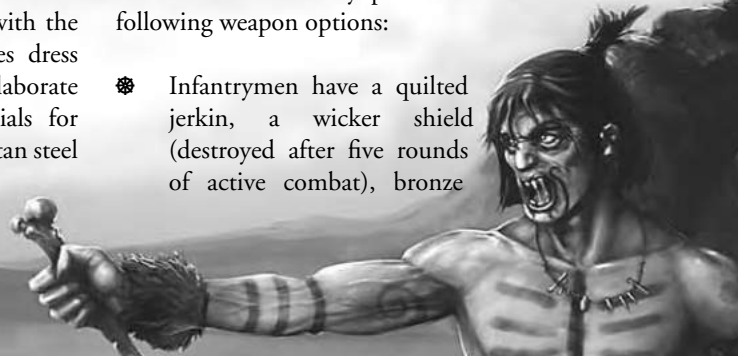 with the
es dress
laborate
ials for
tan steel
following weapon options:
Infantrymen have a quilted
jerkin, a wicker shield
(destroyed after five rounds
of active combat), bronze